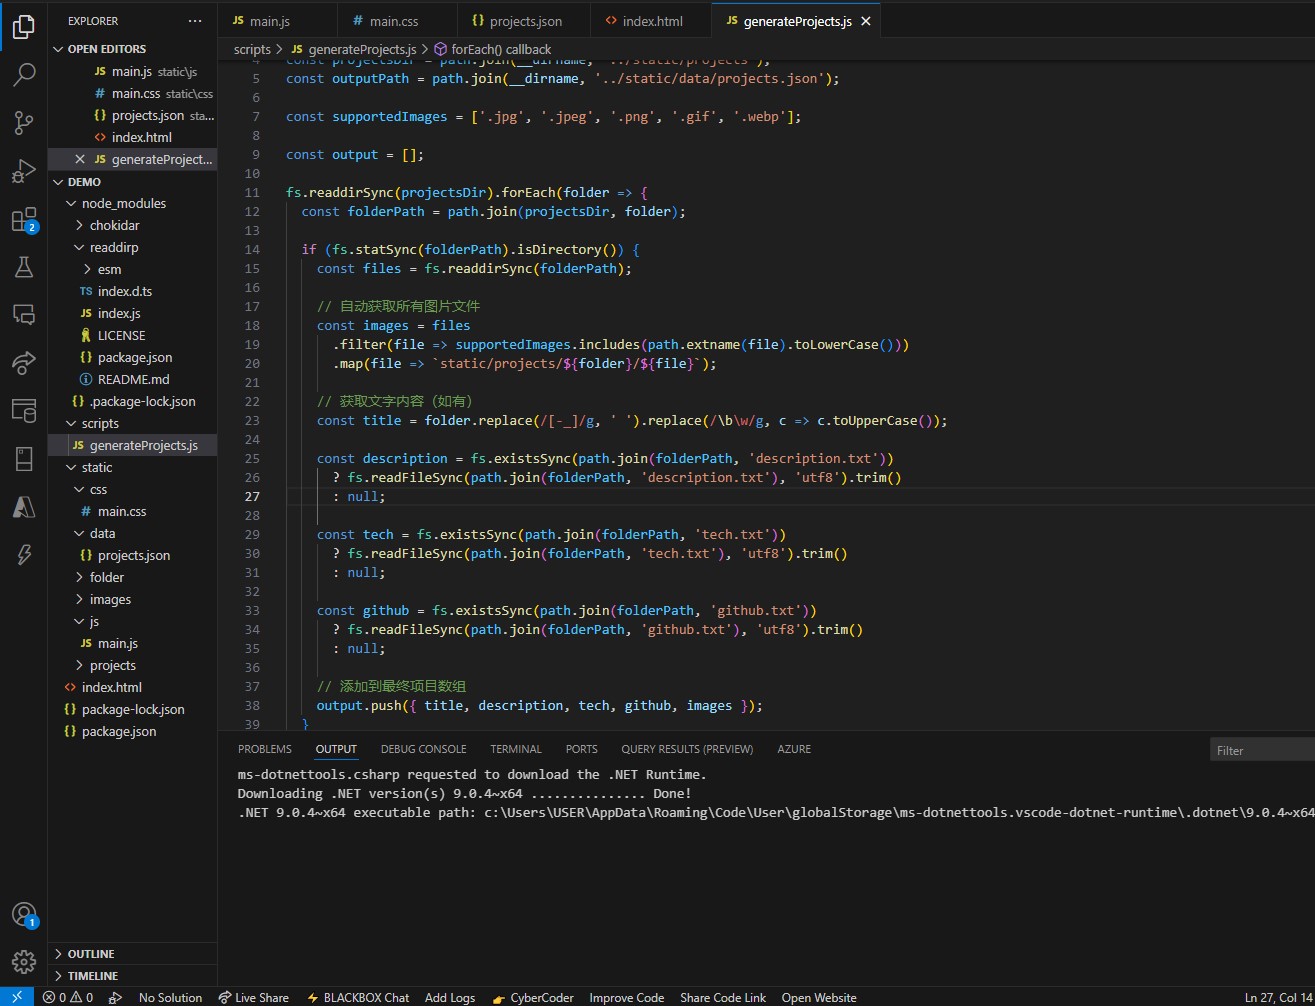 EXPLORER
OPEN EDITORS
JS main.js static\js
# main.css static\css
{} projects.json sta...
<> index.html
JS generateProject...
DEMO
node_modules
chokidar
readdirp
esm
TS index.d.ts
JS index.js
LICENSE
{} package.json
README.md
{} .package-lock.json
scripts
JS generateProjects.js
static
css
# main.css
data
{} projects.json
folder
images
js
JS main.js
projects
<> index.html
{} package-lock.json
{} package.json
OUTLINE
TIMELINE
2
1
JS main.js
# main.css
{} projects.json
<> index.html
JS generateProjects.js
scripts > JS generateProjects.js > forEach() callback
4 const projectsDir = path.join(__dirname, '../static/projects');
5 const outputPath = path.join(__dirname, '../static/data/projects.json');
6
7 const supportedImages = ['.jpg', '.jpeg', '.png', '.gif', '.webp'];
8
9 const output = [];
10
11 fs.readdirSync(projectsDir).forEach(folder => {
12 const folderPath = path.join(projectsDir, folder);
13
14 if (fs.statSync(folderPath).isDirectory()) {
15 const files = fs.readdirSync(folderPath);
16
17 // 自动获取所有图片文件
18 const images = files
19 .filter(file => supportedImages.includes(path.extname(file).toLowerCase()))
20 .map(file => `static/projects/${folder}/${file}`);
21
22 // 获取文字内容（如有）
23 const title = folder.replace(/[-_]/g, ' ').replace(/\b\w/g, c => c.toUpperCase());
24
25 const description = fs.existsSync(path.join(folderPath, 'description.txt'))
26 ? fs.readFileSync(path.join(folderPath, 'description.txt'), 'utf8').trim()
27 : null;
28
29 const tech = fs.existsSync(path.join(folderPath, 'tech.txt'))
30 ? fs.readFileSync(path.join(folderPath, 'tech.txt'), 'utf8').trim()
31 : null;
32
33 const github = fs.existsSync(path.join(folderPath, 'github.txt'))
34 ? fs.readFileSync(path.join(folderPath, 'github.txt'), 'utf8').trim()
35 : null;
36
37 // 添加到最终项目数组
38 output.push({ title, description, tech, github, images });
39 }
PROBLEMS OUTPUT DEBUG CONSOLE TERMINAL PORTS QUERY RESULTS (PREVIEW) AZURE
Filter
ms-dotnettools.csharp requested to download the .NET Runtime.
Downloading .NET version(s) 9.0.4~x64 ............... Done!
.NET 9.0.4~x64 executable path: c:\Users\USER\AppData\Roaming\Code\User\globalStorage\ms-dotnettools.vscode-dotnet-runtime\.dotnet\9.0.4~x64
0 0 No Solution Live Share BLACKBOX Chat Add Logs CyberCoder Improve Code Share Code Link Open Website Ln 27, Col 14